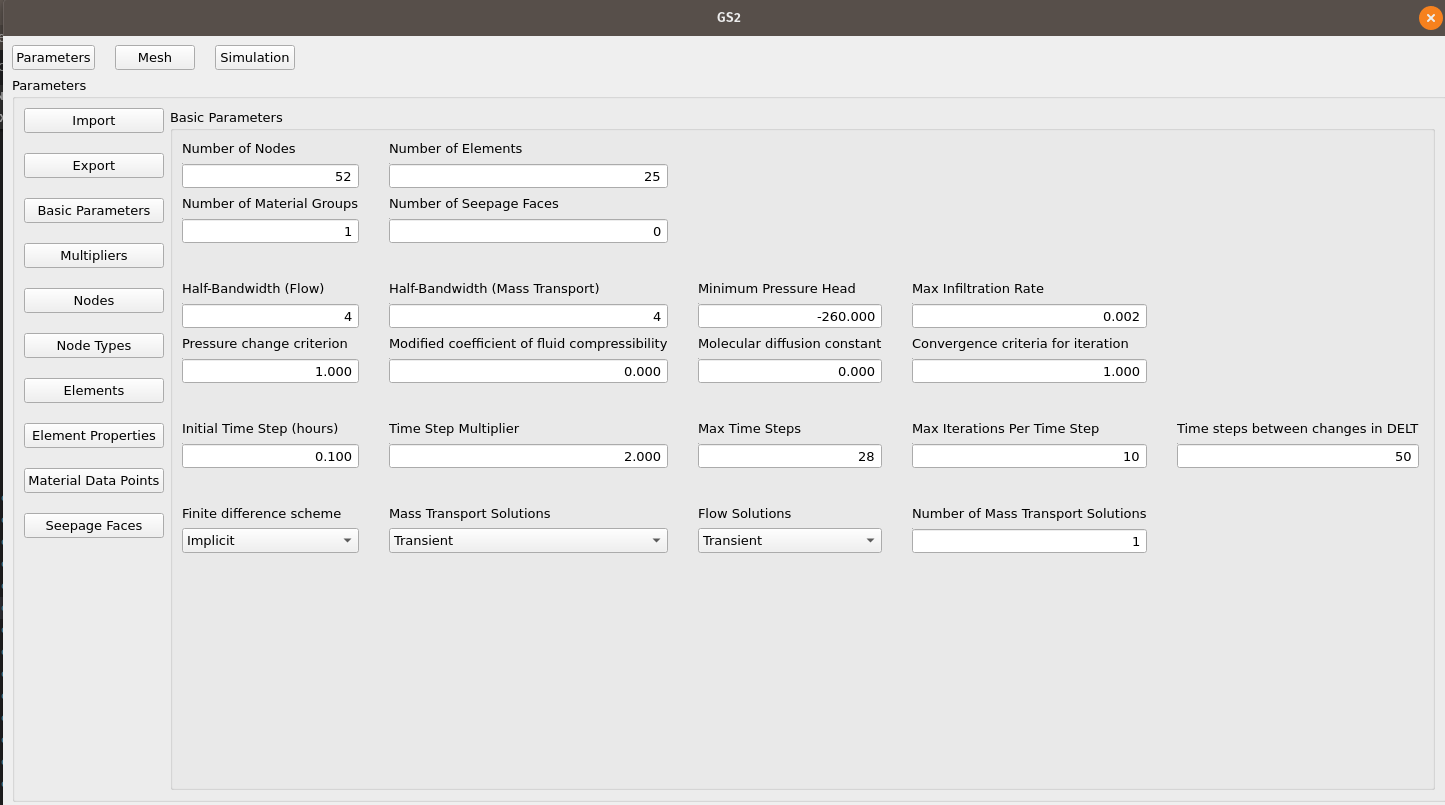 GS2
Parameters Mesh Simulation
Parameters
Import
Export
Basic Parameters
Multipliers
Nodes
Node Types
Elements
Element Properties
Material Data Points
Seepage Faces
Basic Parameters
Number of Nodes Number of Elements
52 25
Number of Material Groups Number of Seepage Faces
1 0
Half-Bandwidth (Flow) Half-Bandwidth (Mass Transport) Minimum Pressure Head Max Infiltration Rate
4 4 -260.000 0.002
Pressure change criterion Modified coefficient of fluid compressibility Molecular diffusion constant Convergence criteria for iteration
1.000 0.000 0.000 1.000
Initial Time Step (hours) Time Step Multiplier Max Time Steps Max Iterations Per Time Step Time steps between changes in DELT
0.100 2.000 28 10 50
Finite difference scheme Mass Transport Solutions Flow Solutions Number of Mass Transport Solutions
Implicit Transient Transient 1